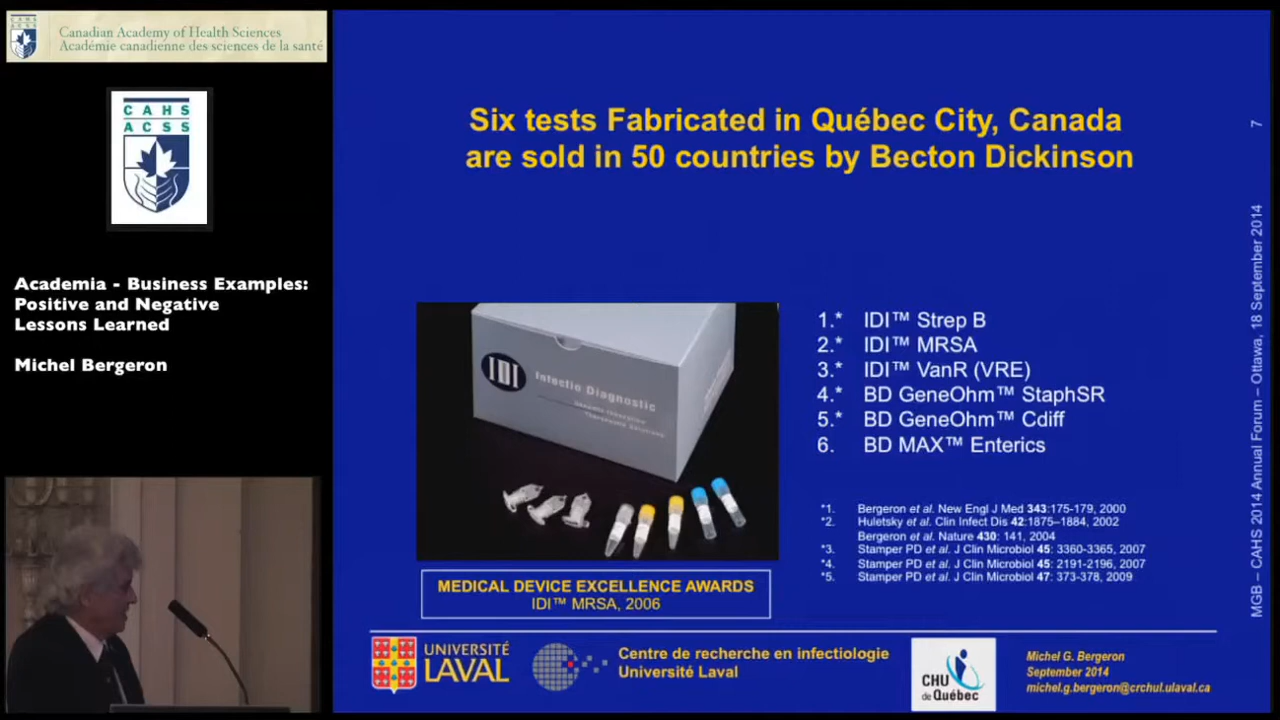 Canadian Academy of Health Sciences
Académie canadienne des sciences de la santé
CAHS
ACSS
Academia - Business Examples:
Positive and Negative
Lessons Learned
Michel Bergeron
Six tests Fabricated in Québec City, Canada
are sold in 50 countries by Becton Dickinson
IDI
Infectio Diagnostic
1.* IDI™ Strep B
2.* IDI™ MRSA
3.* IDI™ VanR (VRE)
4.* BD GeneOhm™ StaphSR
5.* BD GeneOhm™ Cdiff
6. BD MAX™ Enterics
*1. Bergeron et al. New Engl J Med 343:175-179, 2000
*2. Huletsky et al. Clin Infect Dis 42:1875–1884, 2002
Bergeron et al. Nature 430: 141, 2004
*3. Stamper PD et al. J Clin Microbiol 45: 3360-3365, 2007
*4. Stamper PD et al. J Clin Microbiol 45: 2191-2196, 2007
*5. Stamper PD et al. J Clin Microbiol 47: 373-378, 2009
MEDICAL DEVICE EXCELLENCE AWARDS
IDI™ MRSA, 2006
UNIVERSITÉ
LAVAL
Centre de recherche en infectiologie
Université Laval
CHU
de Québec
Michel G. Bergeron
September 2014
michel.g.bergeron@crchul.ulaval.ca
MGB – CAHS 2014 Annual Forum – Ottawa, 18 September 2014
7